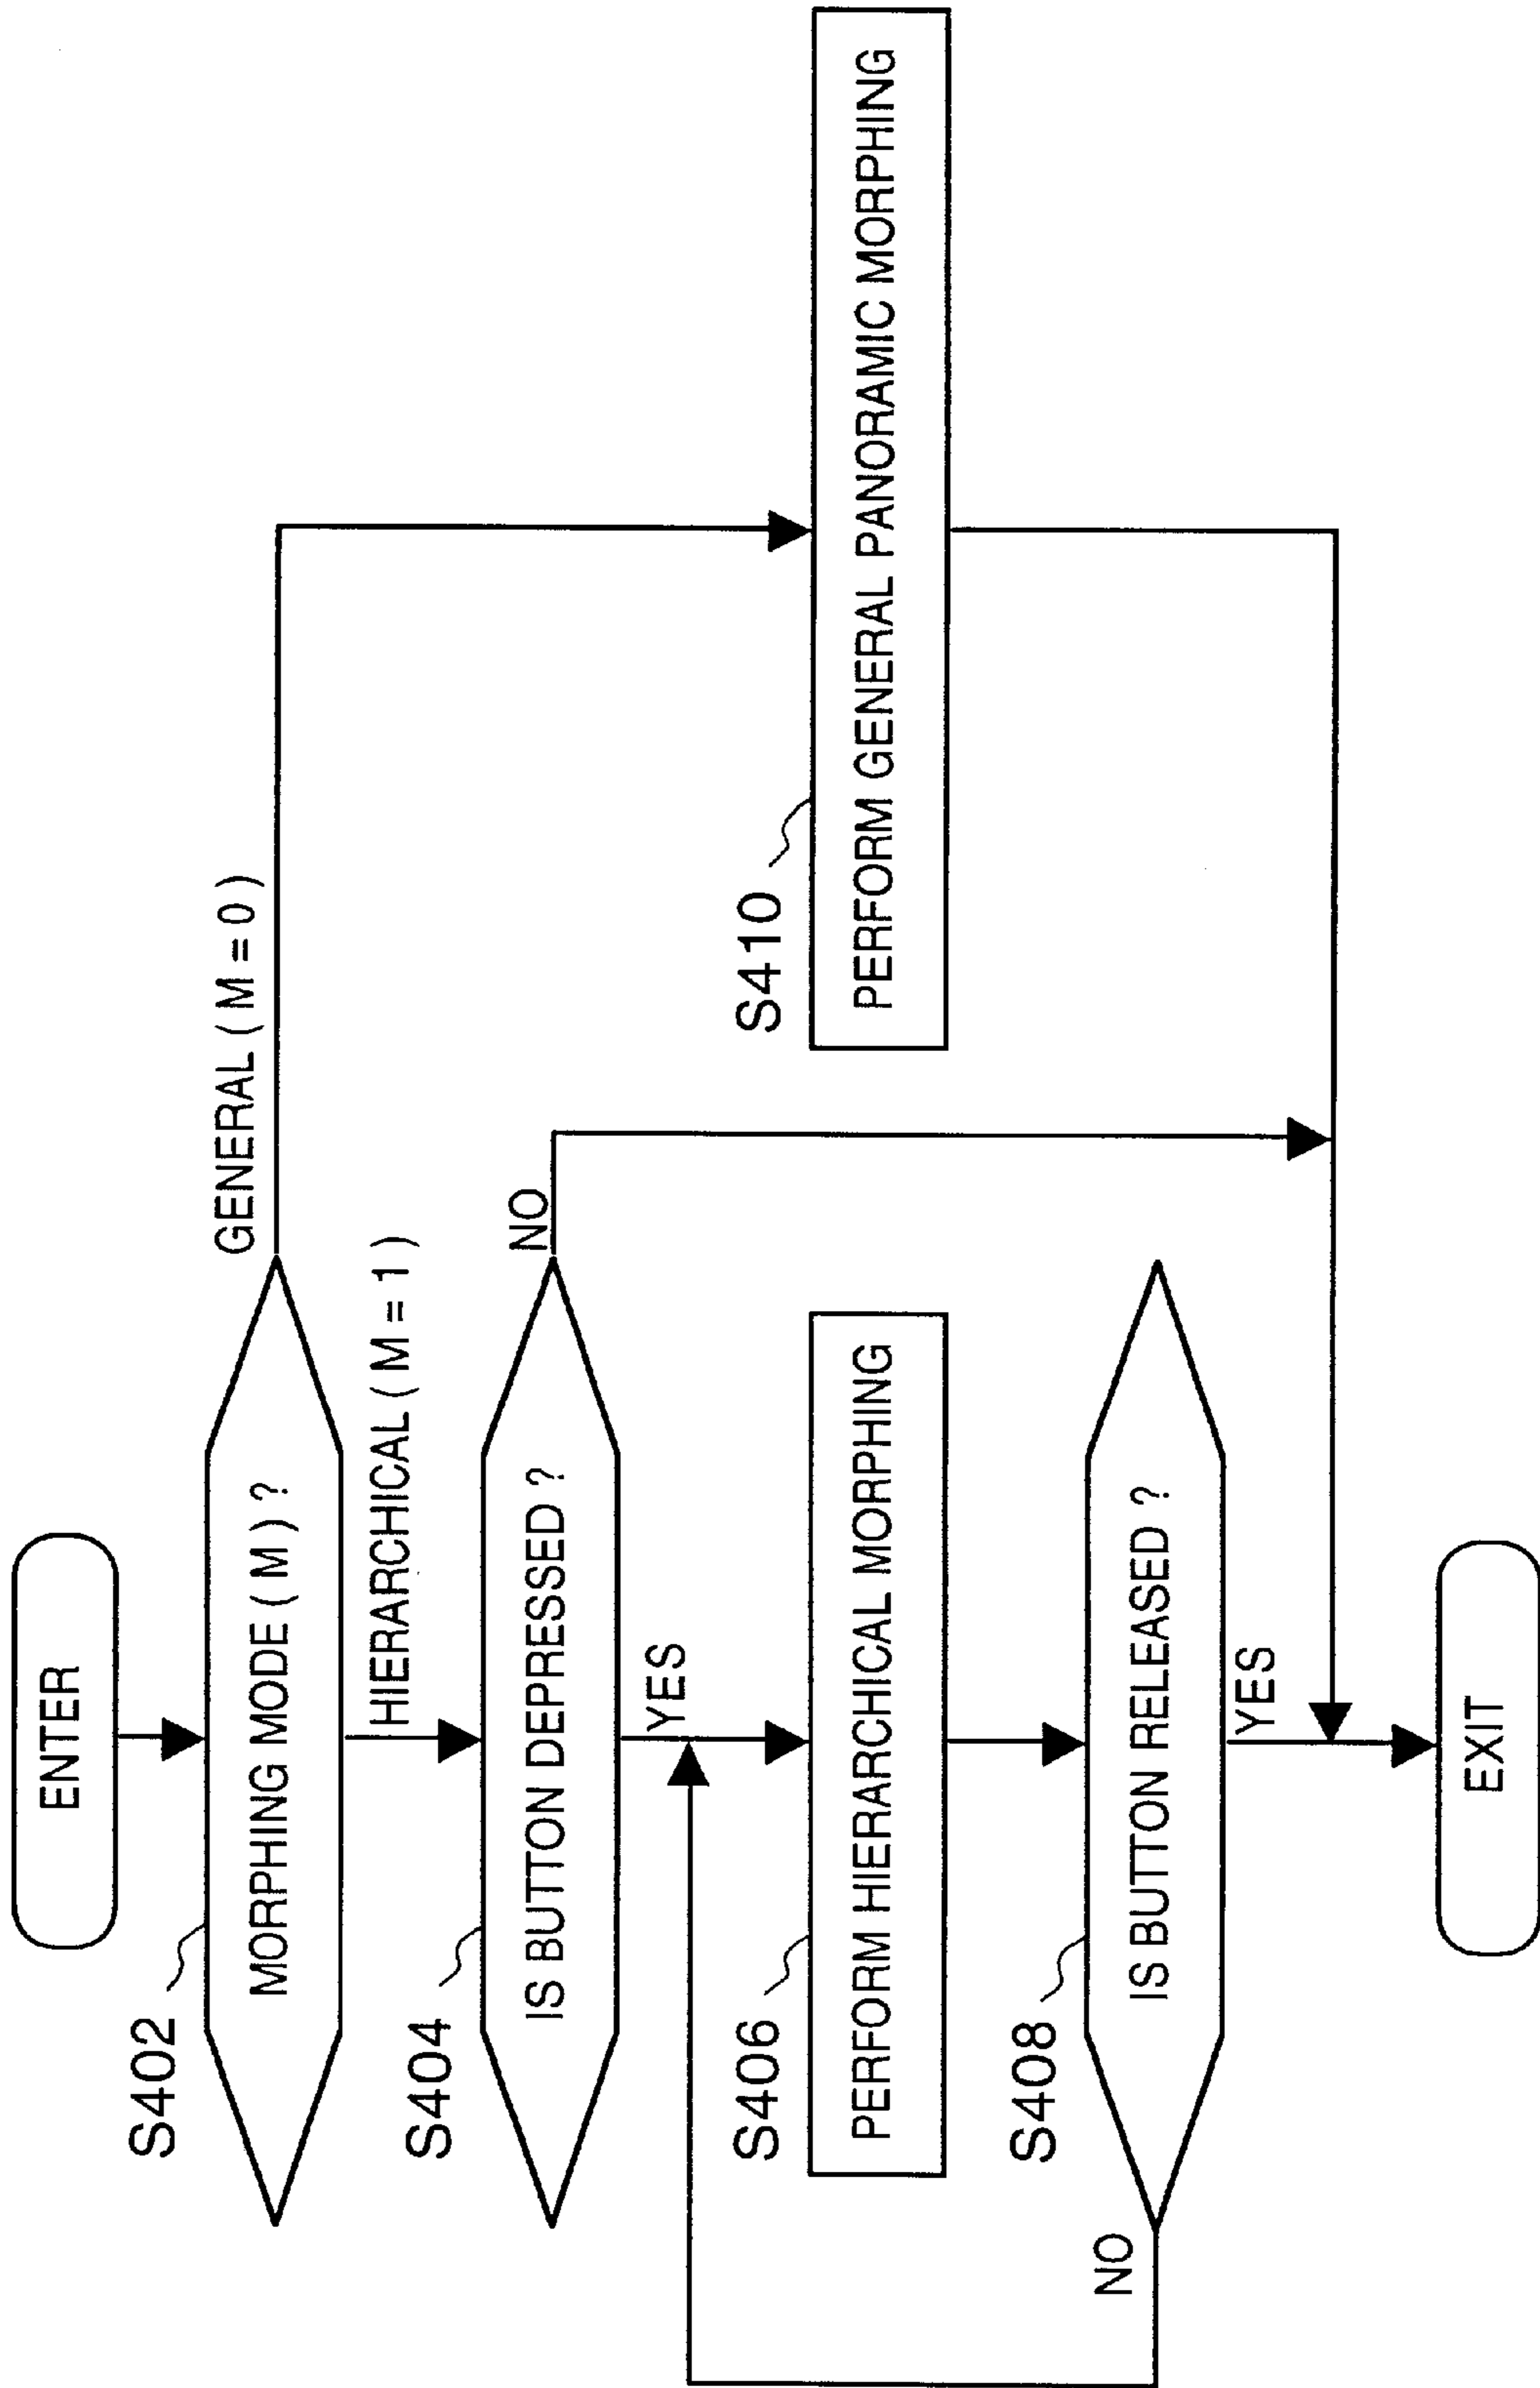 ENTER
S402
MORPHING MODE ( M ) ?
GENERAL ( M = 0 )
HIERARCHICAL ( M = 1 )
S404
IS BUTTON DEPRESSED ?
NO
YES
S406
PERFORM HIERARCHICAL MORPHING
S410
PERFORM GENERAL PANORAMIC MORPHING
S408
IS BUTTON RELEASED ?
NO
YES
EXIT